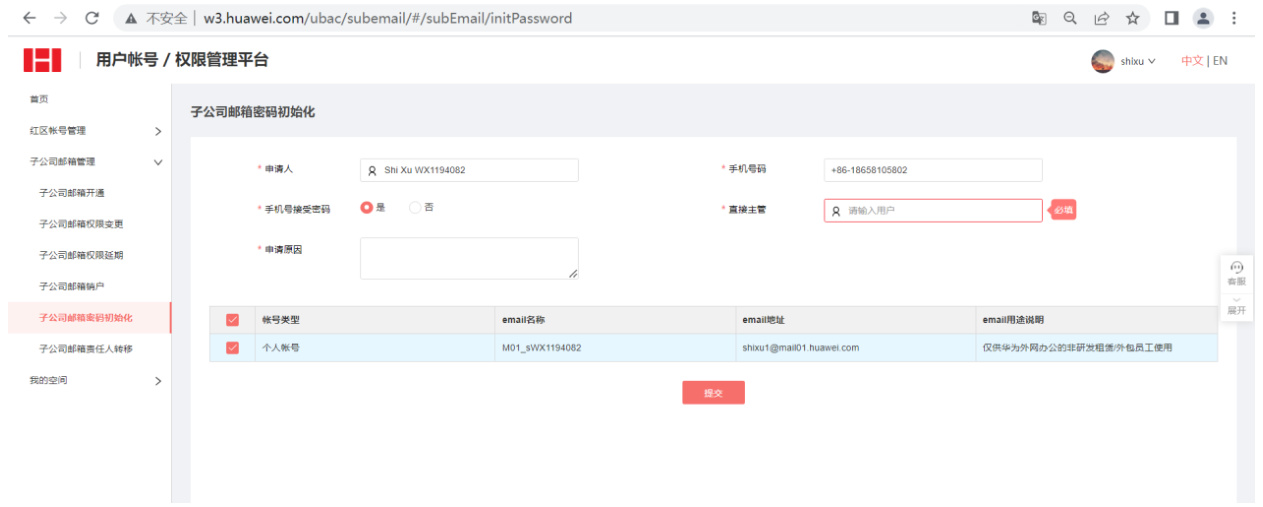 不安全 | w3.huawei.com/ubac/subemail/#/subEmail/initPassword
用户帐号 / 权限管理平台
shixu
中文 | EN
首页
红区帐号管理
子公司邮箱管理
子公司邮箱开通
子公司邮箱权限变更
子公司邮箱权限延期
子公司邮箱销户
子公司邮箱密码初始化
子公司邮箱责任人转移
我的空间
子公司邮箱密码初始化
* 申请人 Shi Xu WX1194082 * 手机号码 +86-18658105802
* 手机号接受密码 是 否 * 直接主管 请输入用户 必填
* 申请原因
帐号类型 email名称 email地址 email用途说明
个人帐号 M01_sWX1194082 shixu1@mail01.huawei.com 仅供华为外网办公的非研发租赁/外包员工使用
提交
客服
展开